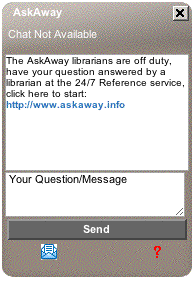 AskAway
Chat Not Available
The AskAway librarians are off duty,
have your question answered by a
librarian at the 24/7 Reference service,
click here to start:
http://www.askaway.info
Your Question/Message
Send
?